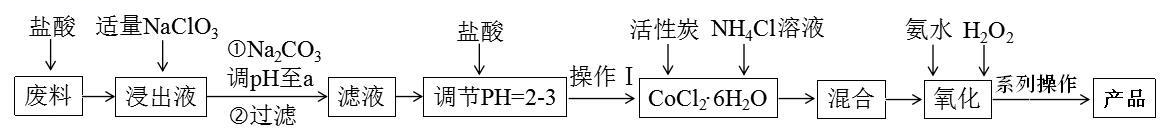 盐酸
适量NaClO₃
①Na₂CO₃
调pH至a
②过滤
盐酸
操作Ⅰ
活性炭
NH₄Cl溶液
氨水
H₂O₂
系列操作
废料
浸出液
滤液
调节PH=2-3
CoCl₂·6H₂O
混合
氧化
产品